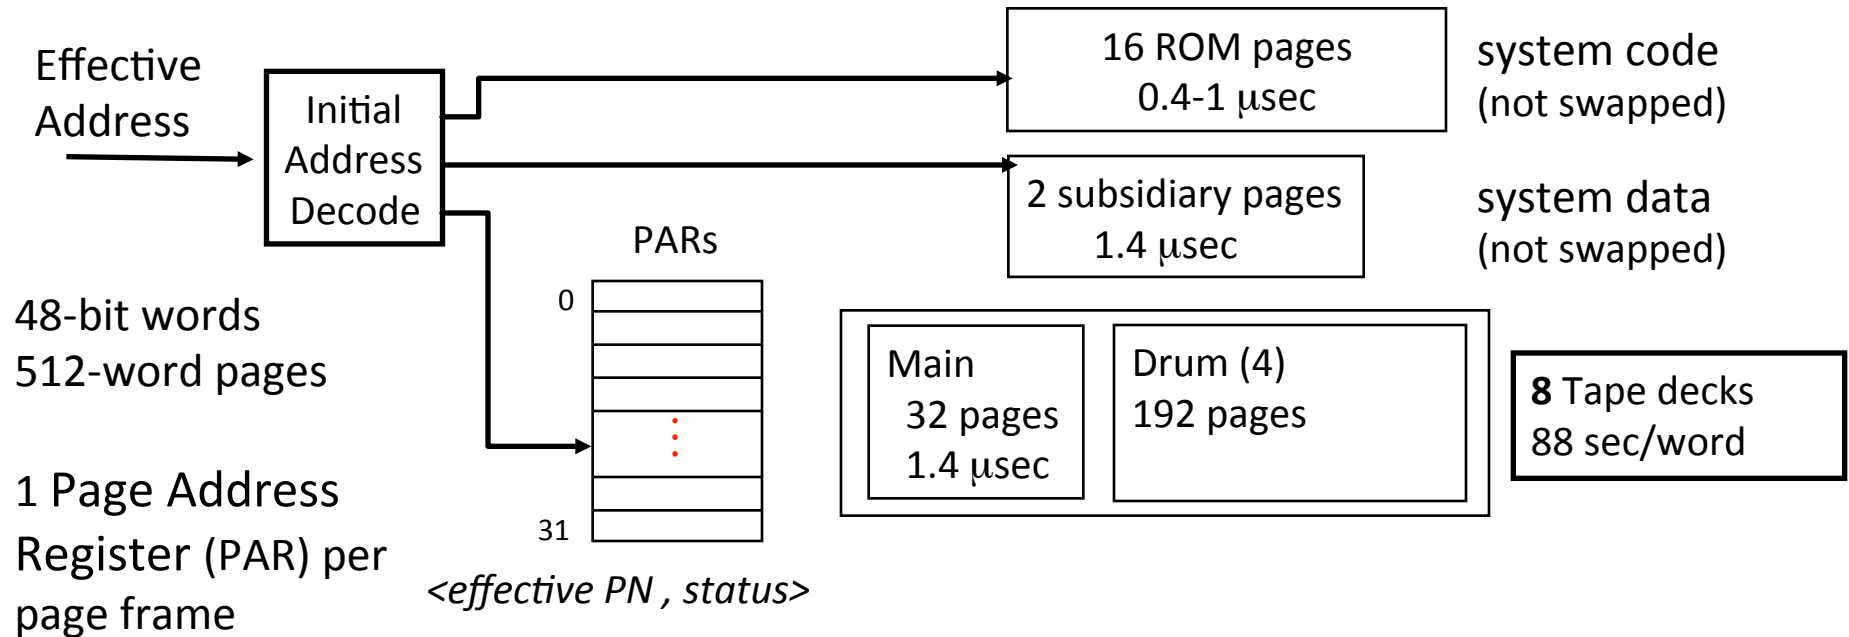 Effective
Address
Initial
Address
Decode
16 ROM pages
0.4-1 μsec
system code
(not swapped)
2 subsidiary pages
1.4 μsec
system data
(not swapped)
PARs
0
31
<effective PN , status>
48-bit words
512-word pages
1 Page Address
Register (PAR) per
page frame
Main
32 pages
1.4 μsec
Drum (4)
192 pages
8 Tape decks
88 sec/word